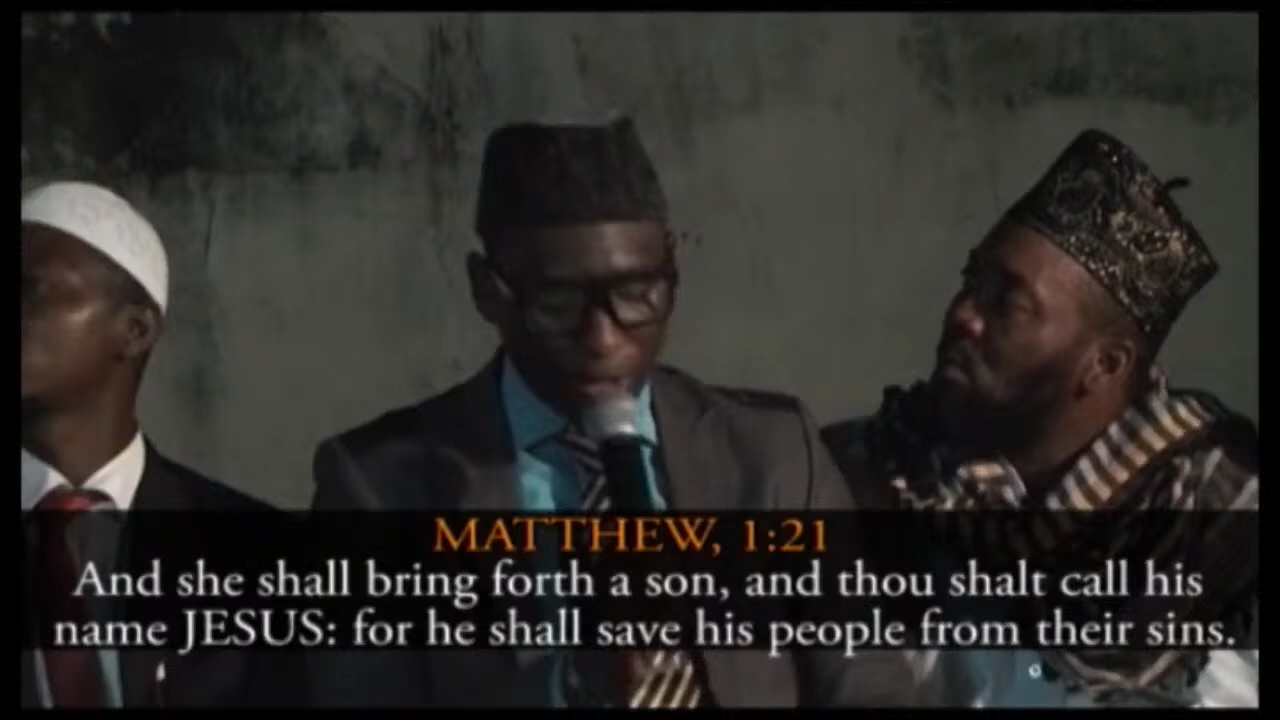 MATTHEW, 1:21
And she shall bring forth a son, and thou shalt call his
name JESUS: for he shall save his people from their sins.